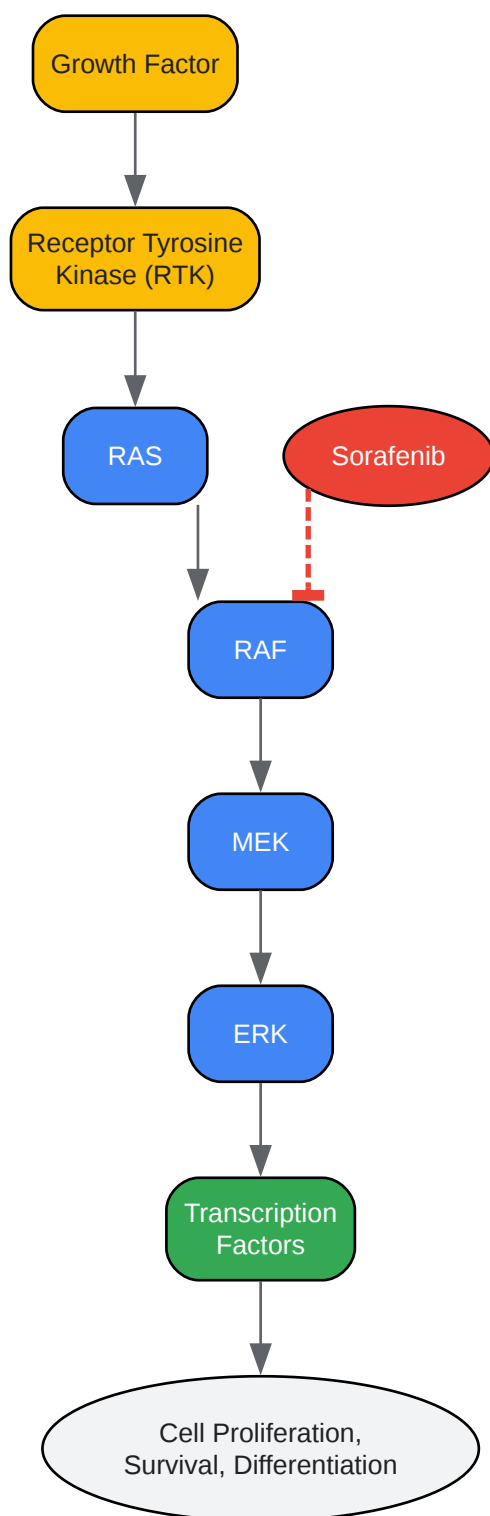 Growth Factor
Receptor Tyrosine
Kinase (RTK)
RAS
Sorafenib
RAF
MEK
ERK
Transcription
Factors
Cell Proliferation,
Survival, Differentiation